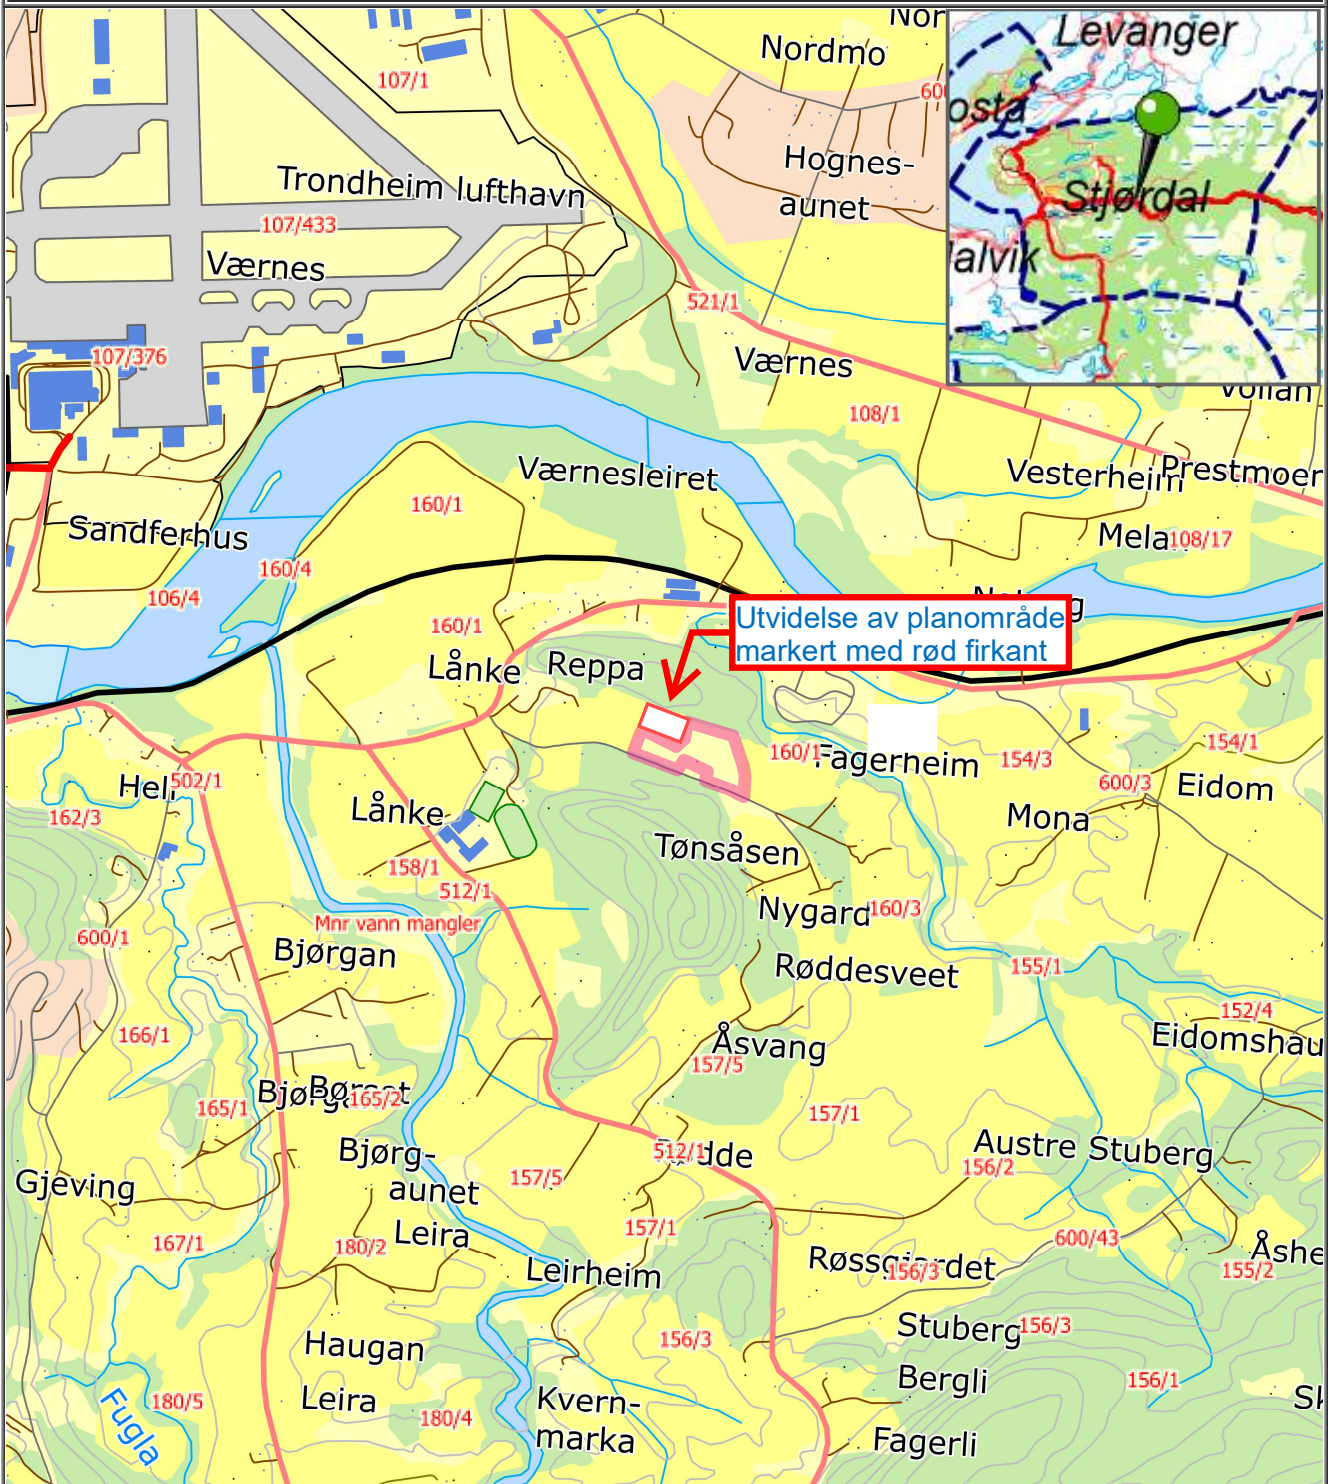 Nordmo
Levanger
osta
Stjørdal
alvik
107/1
Hognes-
aunet
Trondheim lufthavn
107/433
Værnes
521/1
107/376
Værnes
108/1
Værnesleiret
Vesterheim
Prestmoen
160/1
Sandferhus
108/17
160/4
106/4
Utvidelse av planområde
markert med rød firkant
160/1
Lånke
Reppa
160/1
Fagerheim
154/3
154/1
600/3
Eidom
502/1
162/3
Lånke
Mona
Tønsåsen
158/1
512/1
Nygard
160/3
Mnr vann mangler
600/1
Bjørgan
Røddesveet
155/1
152/4
166/1
Åsvang
157/5
Eidomshau
165/1
165/2
157/1
512/1
Bjørg-
aunet
157/5
Austre Stuberg
156/2
Gjeving
Leira
157/1
167/1
180/2
600/43
Åshe
155/2
156/3
Leirheim
Stuberg
156/3
156/3
Haugan
Bergli
156/1
Leira
180/5
180/4
Kvern-
marka
Fagerli
Fugla